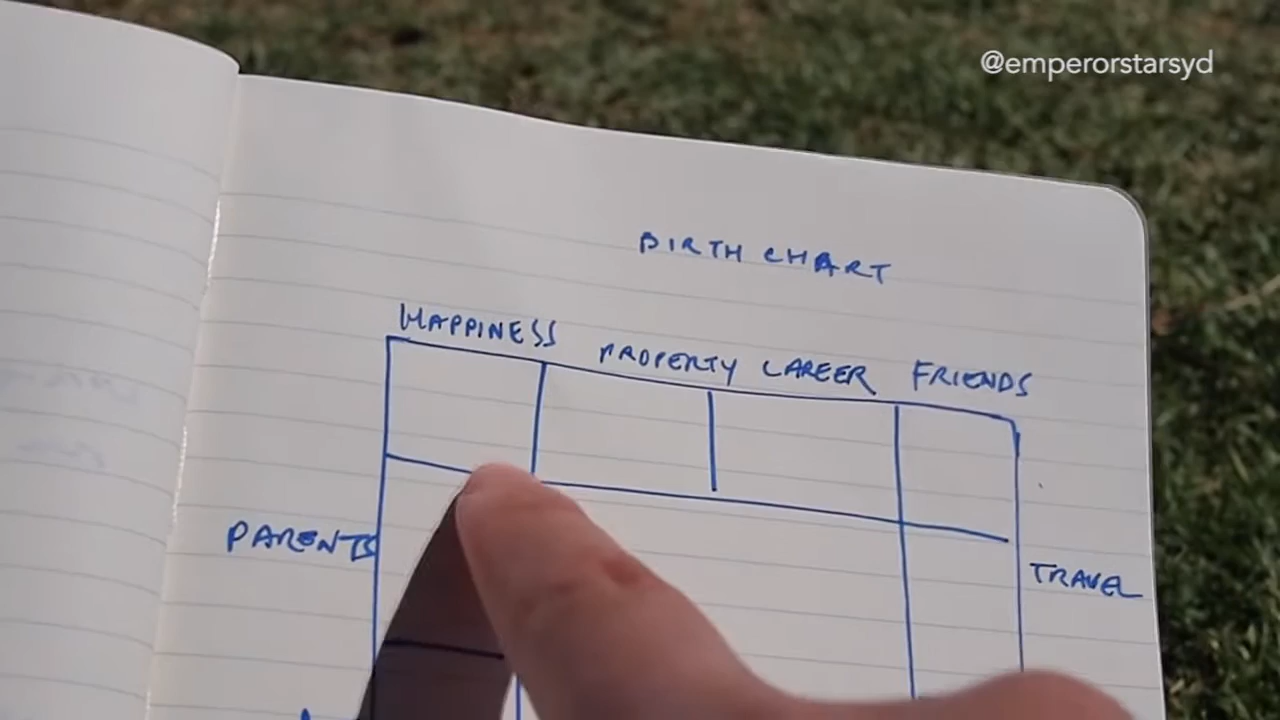 @emperorstarsyd
BIRTH CHART
HAPPINESS PROPERTY CAREER FRIENDS
PARENTS
TRAVEL